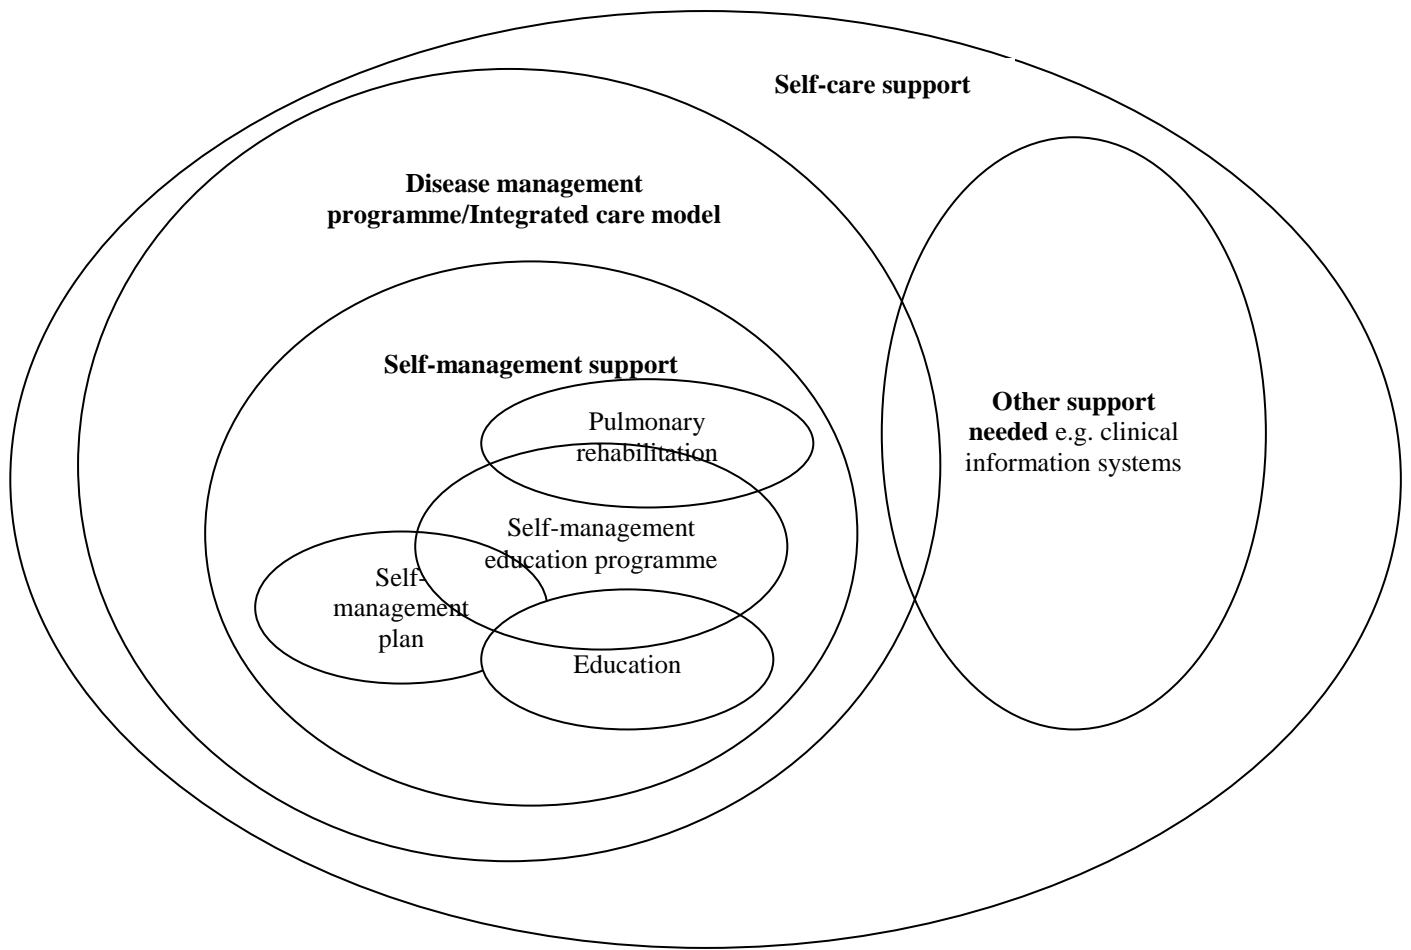 Self-care support
Disease management
programme/Integrated care model
Self-management support
Pulmonary
rehabilitation
Self-management
education programme
Self-
management
plan
Education
Other support
needed e.g. clinical
information systems